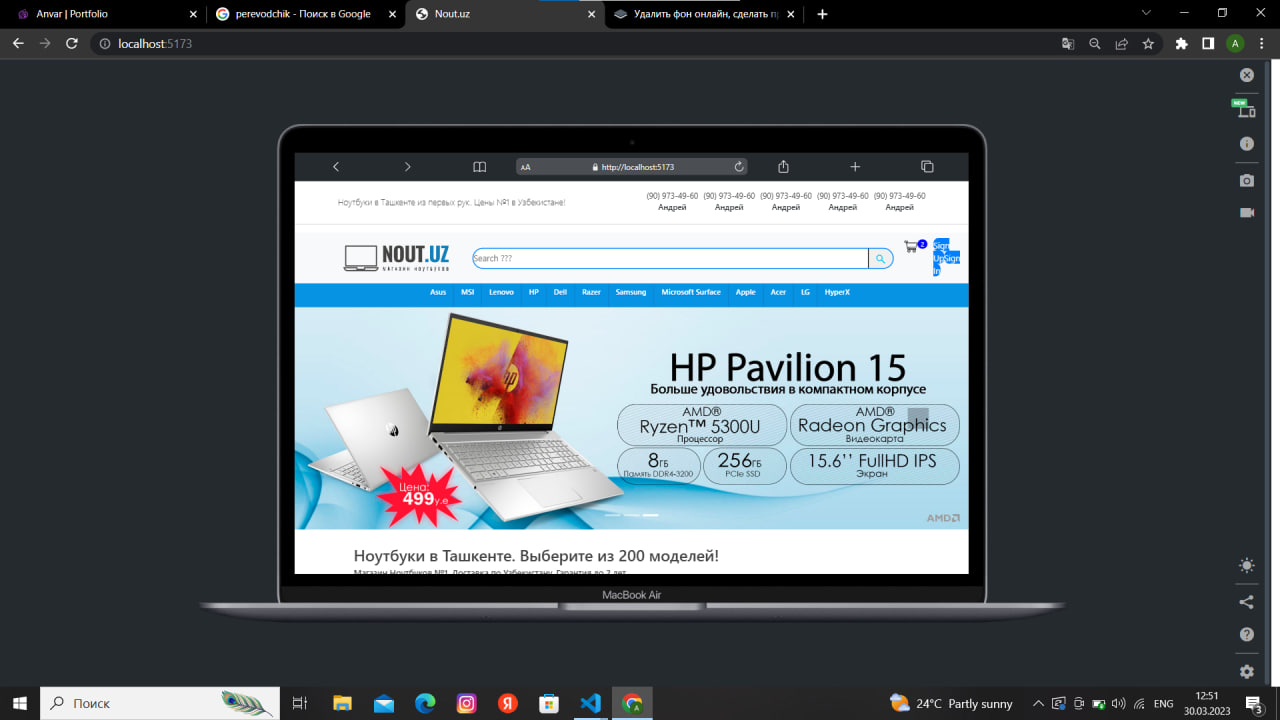 Anvar | Portfolio
perevodchik - Поиск в Google
Nout.uz
Удалить фон онлайн, сделать п
localhost:5173
NEW
AA
http://localhost:5173
Ноутбуки в Ташкенте из первых рук. Цены №1 в Узбекистане!
(90) 973-49-60 (90) 973-49-60 (90) 973-49-60 (90) 973-49-60 (90) 973-49-60
Андрей Андрей Андрей Андрей Андрей
NOUT.UZ
магазин ноутбуков
Search ???
2
Sign
UpSign
In
Asus MSI Lenovo HP Dell Razer Samsung Microsoft Surface Apple Acer LG HyperX
HP Pavilion 15
Больше удовольствия в компактном корпусе
AMD®
Ryzen™ 5300U
Процессор
AMD®
Radeon Graphics
Видеокарта
8ГБ
Память DDR4-3200
256ГБ
PCIe SSD
15.6’’ FullHD IPS
Экран
Цена:
499у.е
AMD
Ноутбуки в Ташкенте. Выберите из 200 моделей!
Магазин Ноутбуков №1. Доставка по Узбекистану. Гарантия до 7 лет
MacBook Air
Поиск
24°C Partly sunny
ENG
12:51
30.03.2023
3